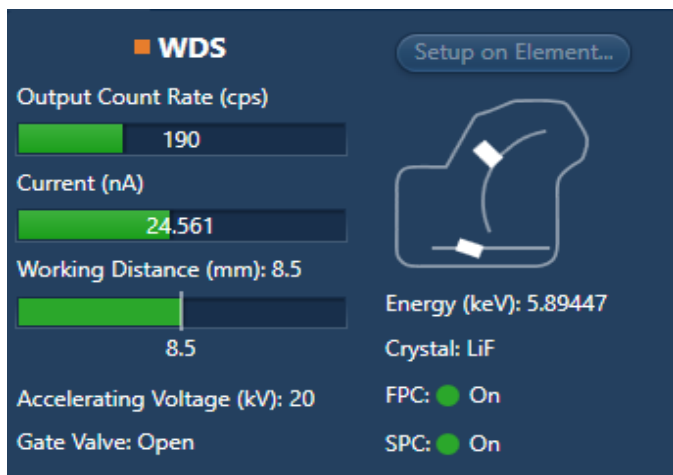 WDS
Setup on Element...
Output Count Rate (cps)
190
Current (nA)
24.561
Working Distance (mm): 8.5
8.5
Accelerating Voltage (kV): 20
Gate Valve: Open
Energy (keV): 5.89447
Crystal: LiF
FPC: On
SPC: On